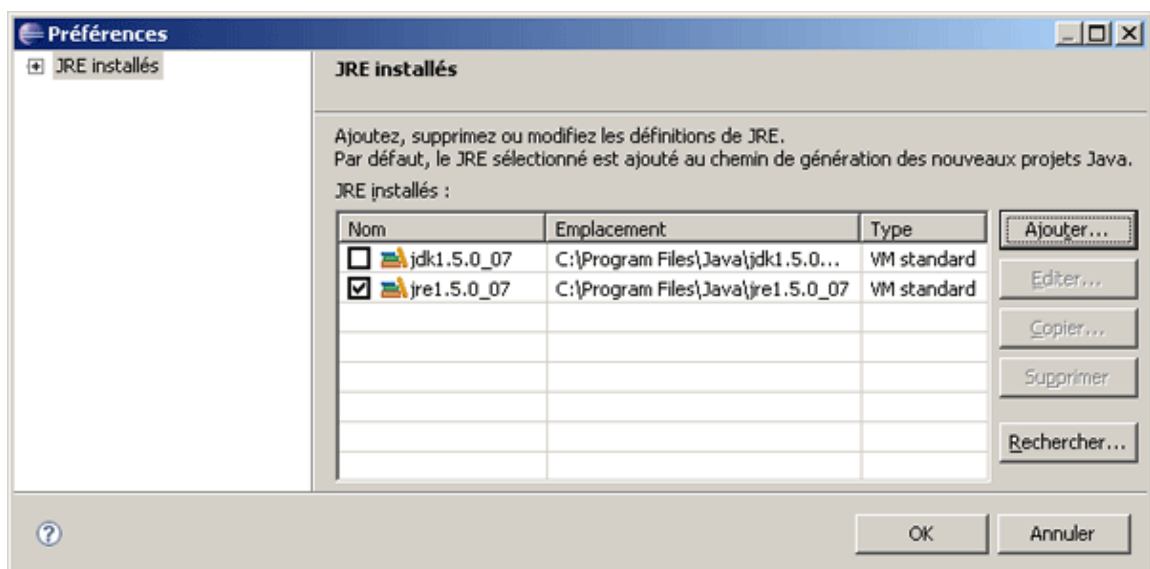 Préférences
JRE installés
JRE installés
Ajoutez, supprimez ou modifiez les définitions de JRE.
Par défaut, le JRE sélectionné est ajouté au chemin de génération des nouveaux projets Java.
JRE installés :
Nom Emplacement Type
jdk1.5.0_07 C:\Program Files\Java\jdk1.5.0... VM standard
jre1.5.0_07 C:\Program Files\Java\jre1.5.0_07 VM standard
Ajouter...
Editer...
Copier...
Supprimer
Rechercher...
?
OK Annuler